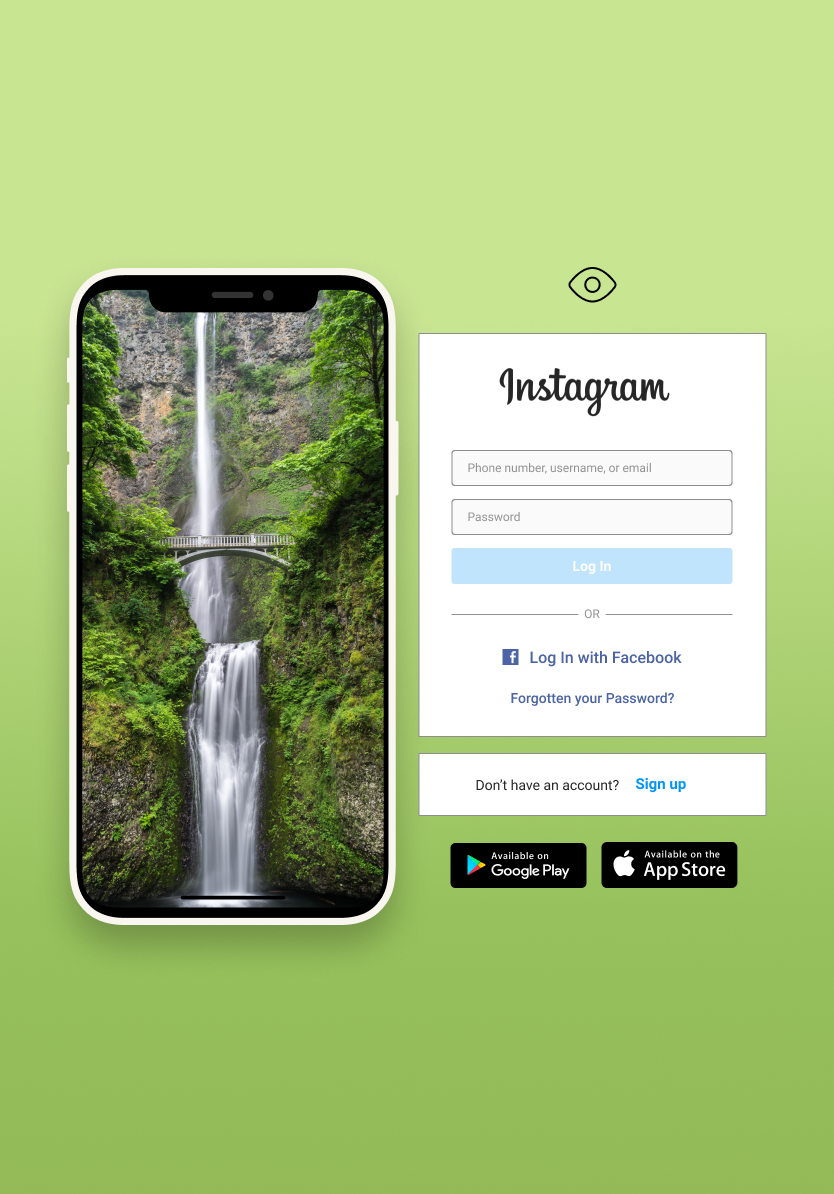 Instagram
Phone number, username, or email
Password
Log In
OR
Log In with Facebook
Forgotten your Password?
Don't have an account? Sign up
Available on
Google Play
Available on the
App Store